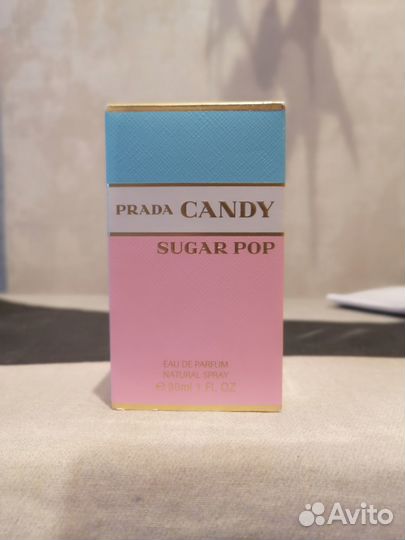 PRADA CANDY
SUGAR POP
EAU DE PARFUM
NATURAL SPRAY
℮ 30ml 1 FL. OZ
Avito